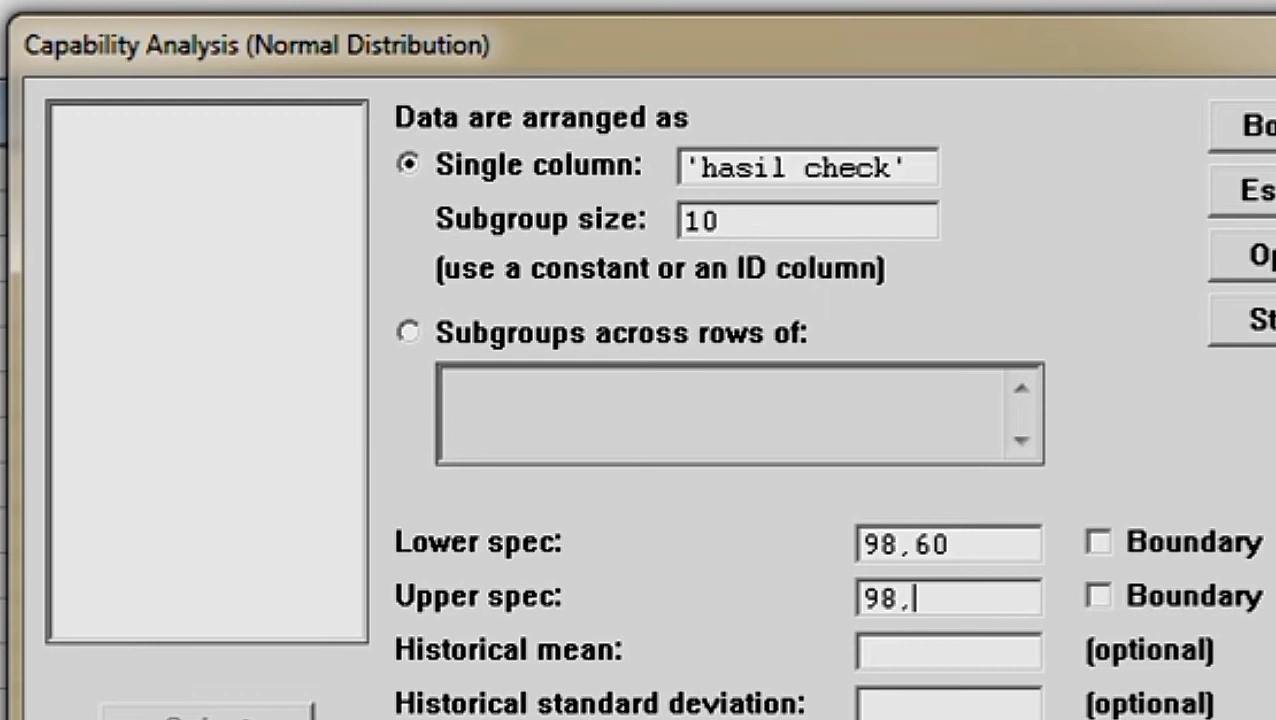 Capability Analysis (Normal Distribution)
Data are arranged as
Single column: 'hasil check'
Subgroup size: 10
(use a constant or an ID column)
Subgroups across rows of:
Lower spec: 98,60 Boundary
Upper spec: 98, Boundary
Historical mean: (optional)
Historical standard deviation: (optional)